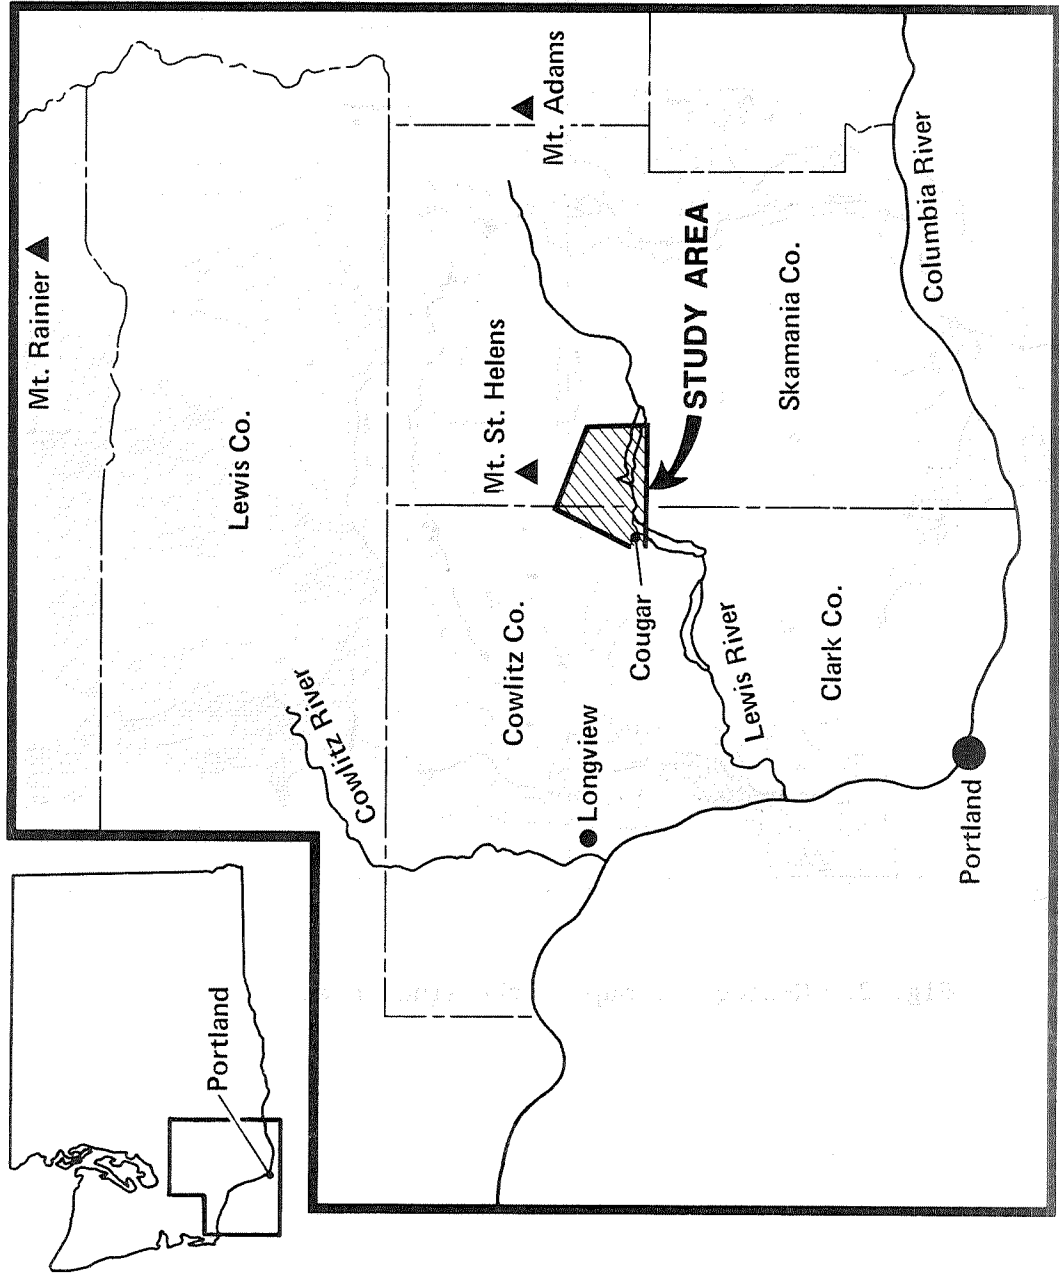 Portland
Mt. Rainier
Lewis Co.
Cowlitz River
Mt. St. Helens
Mt. Adams
Cowlitz Co.
Longview
Cougar
STUDY AREA
Lewis River
Skamania Co.
Clark Co.
Columbia River
Portland